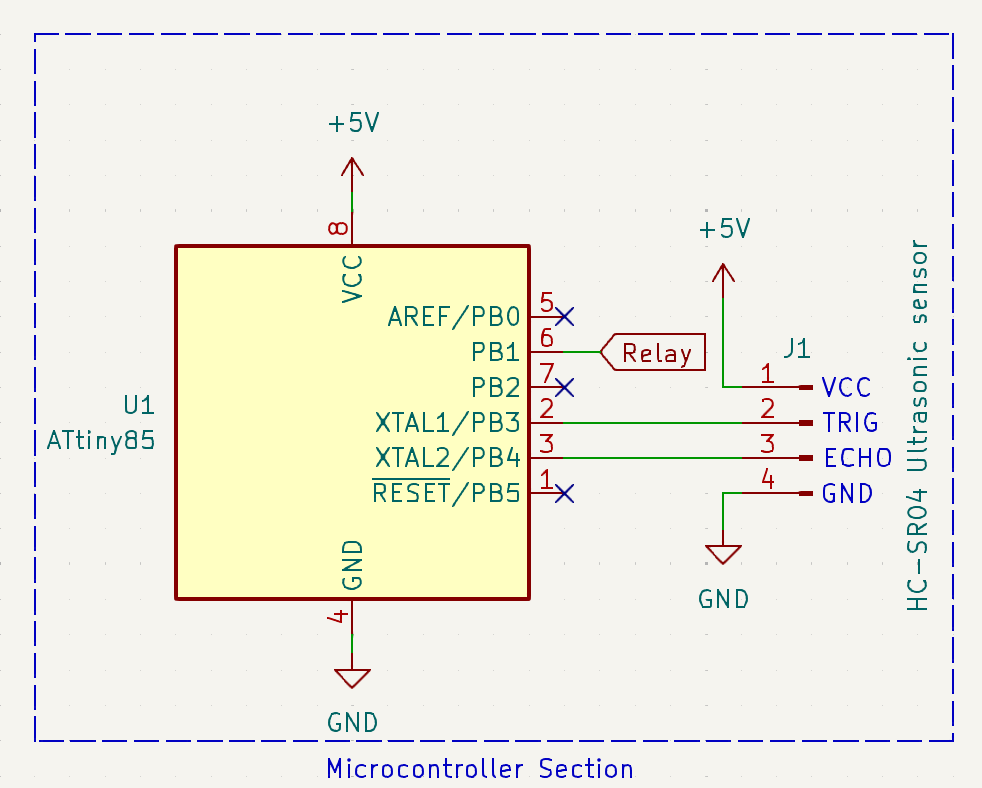 +5V
8
VCC
+5V
AREF/PB0
5
PB1
6
Relay
PB2
7
J1
1
VCC
U1
ATtiny85
XTAL1/PB3
2
2
TRIG
XTAL2/PB4
3
3
ECHO
RESET/PB5
1
4
GND
HC-SR04 Ultrasonic sensor
GND
4
GND
GND
Microcontroller Section